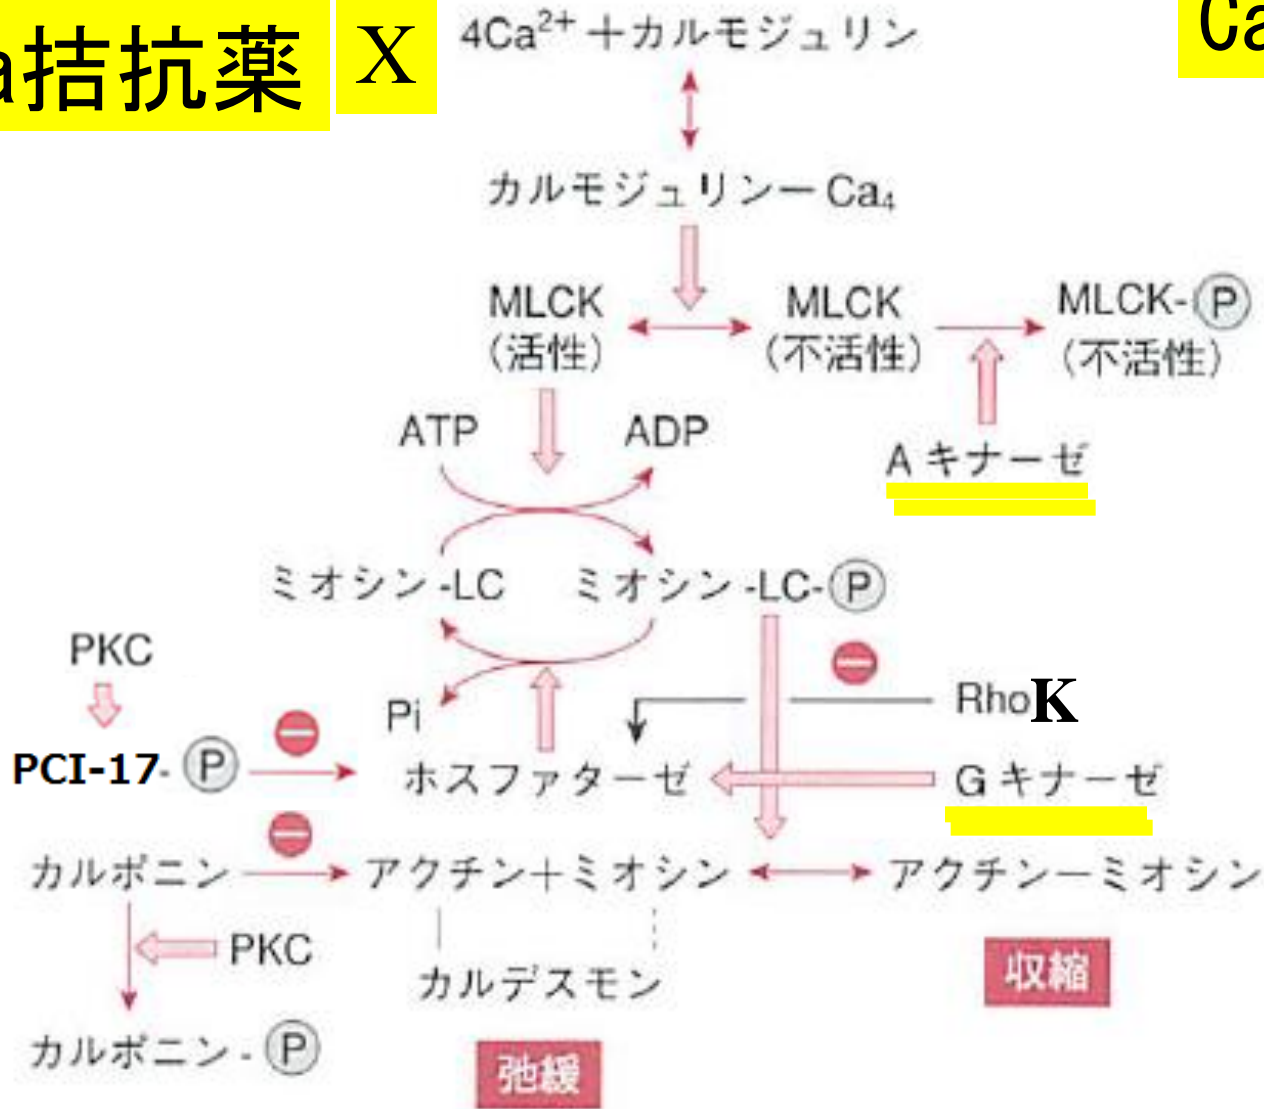 a拮抗薬 X
Ca
4Ca²⁺＋カルモジュリン
カルモジュリンーCa₄
MLCK
（活性）
MLCK
（不活性）
MLCK-Ⓟ
（不活性）
ATP
ADP
A キナーゼ
ミオシン-LC
ミオシン-LC-Ⓟ
PKC
Pi
RhoK
PCI-17-Ⓟ
ホスファターゼ
G キナーゼ
カルポニン
アクチン＋ミオシン
アクチンーミオシン
PKC
カルデスモン
収縮
カルポニン-Ⓟ
弛緩